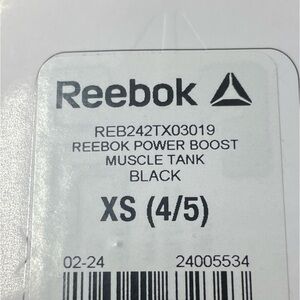 Reebok
REB242TX03019
REEBOK POWER BOOST
MUSCLE TANK
BLACK
XS (4/5)
02-24 24005534